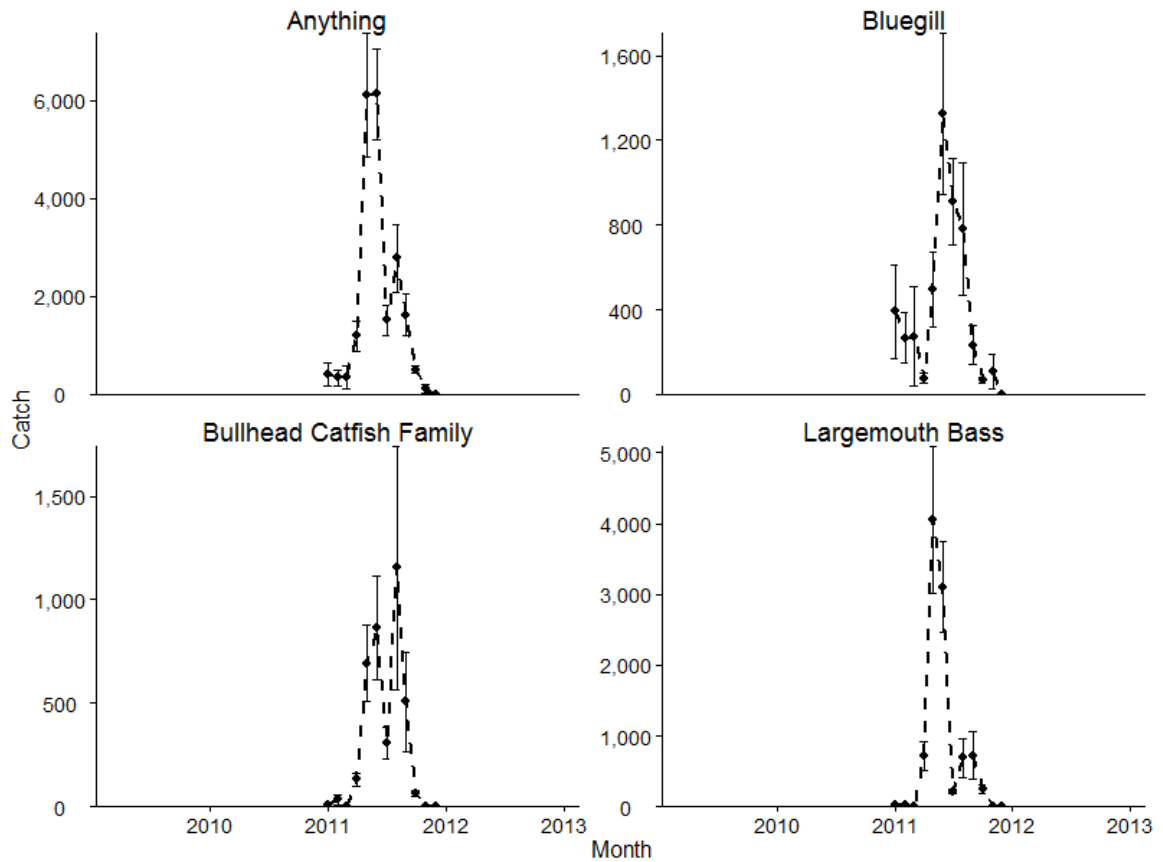 Anything
Bluegill
6,000
4,000
2,000
0
1,600
1,200
800
400
0
Catch
Bullhead Catfish Family
Largemouth Bass
1,500
1,000
500
0
5,000
4,000
3,000
2,000
1,000
0
2010 2011 2012 2013
2010 2011 2012 2013
Month